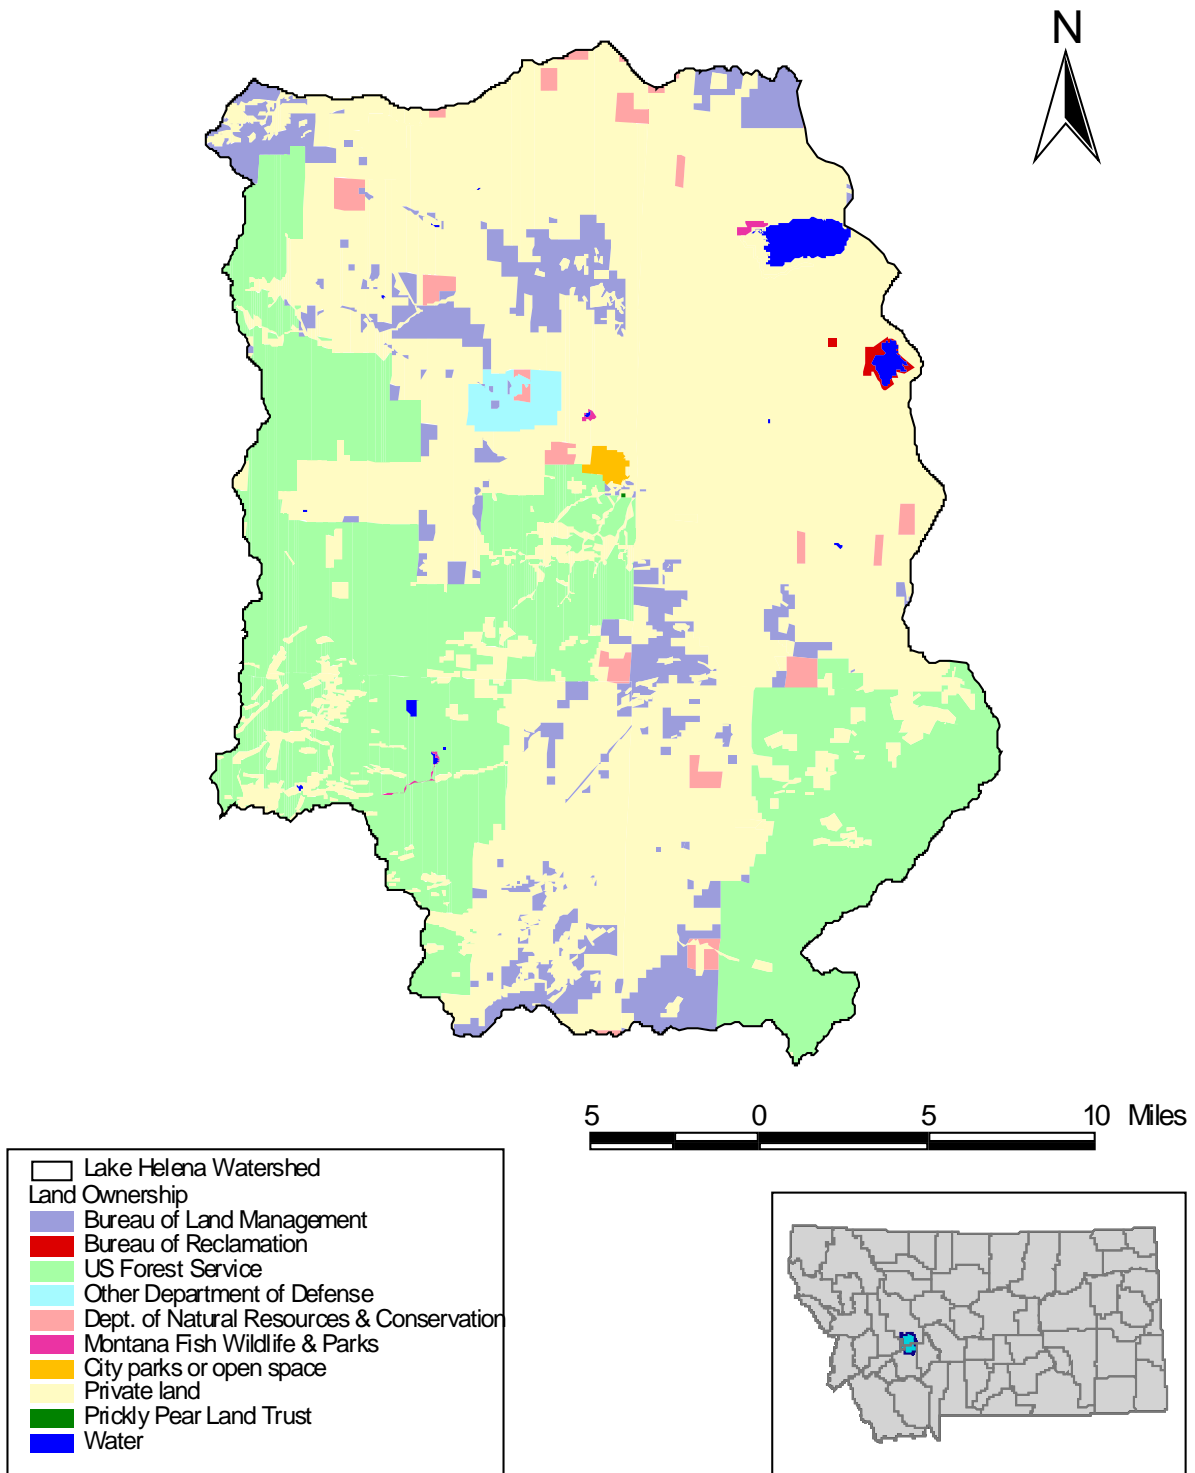 N
5 0 5 10 Miles
Lake Helena Watershed
Land Ownership
Bureau of Land Management
Bureau of Reclamation
US Forest Service
Other Department of Defense
Dept. of Natural Resources & Conservation
Montana Fish Wildlife & Parks
City parks or open space
Private land
Prickly Pear Land Trust
Water